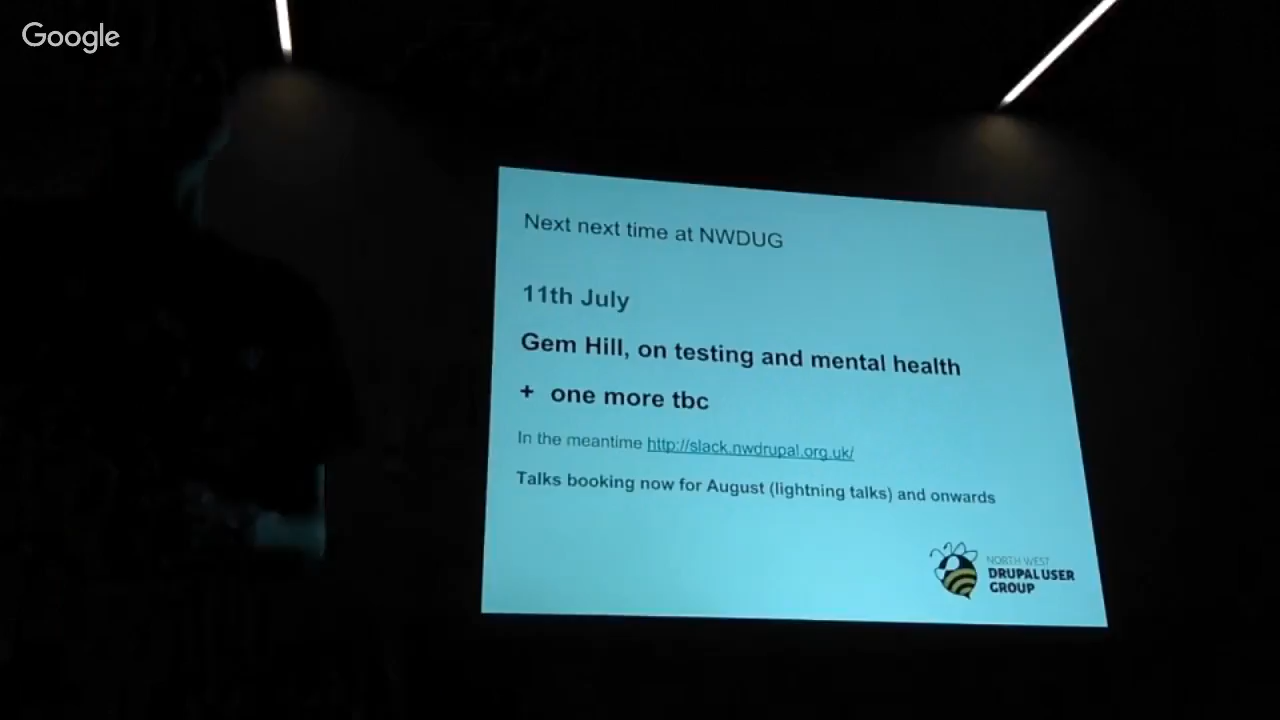 Google
Next next time at NWDUG
11th July
Gem Hill, on testing and mental health
+ one more tbc
In the meantime http://slack.nwdrupal.org.uk/
Talks booking now for August (lightning talks) and onwards
NORTH WEST
DRUPAL USER
GROUP